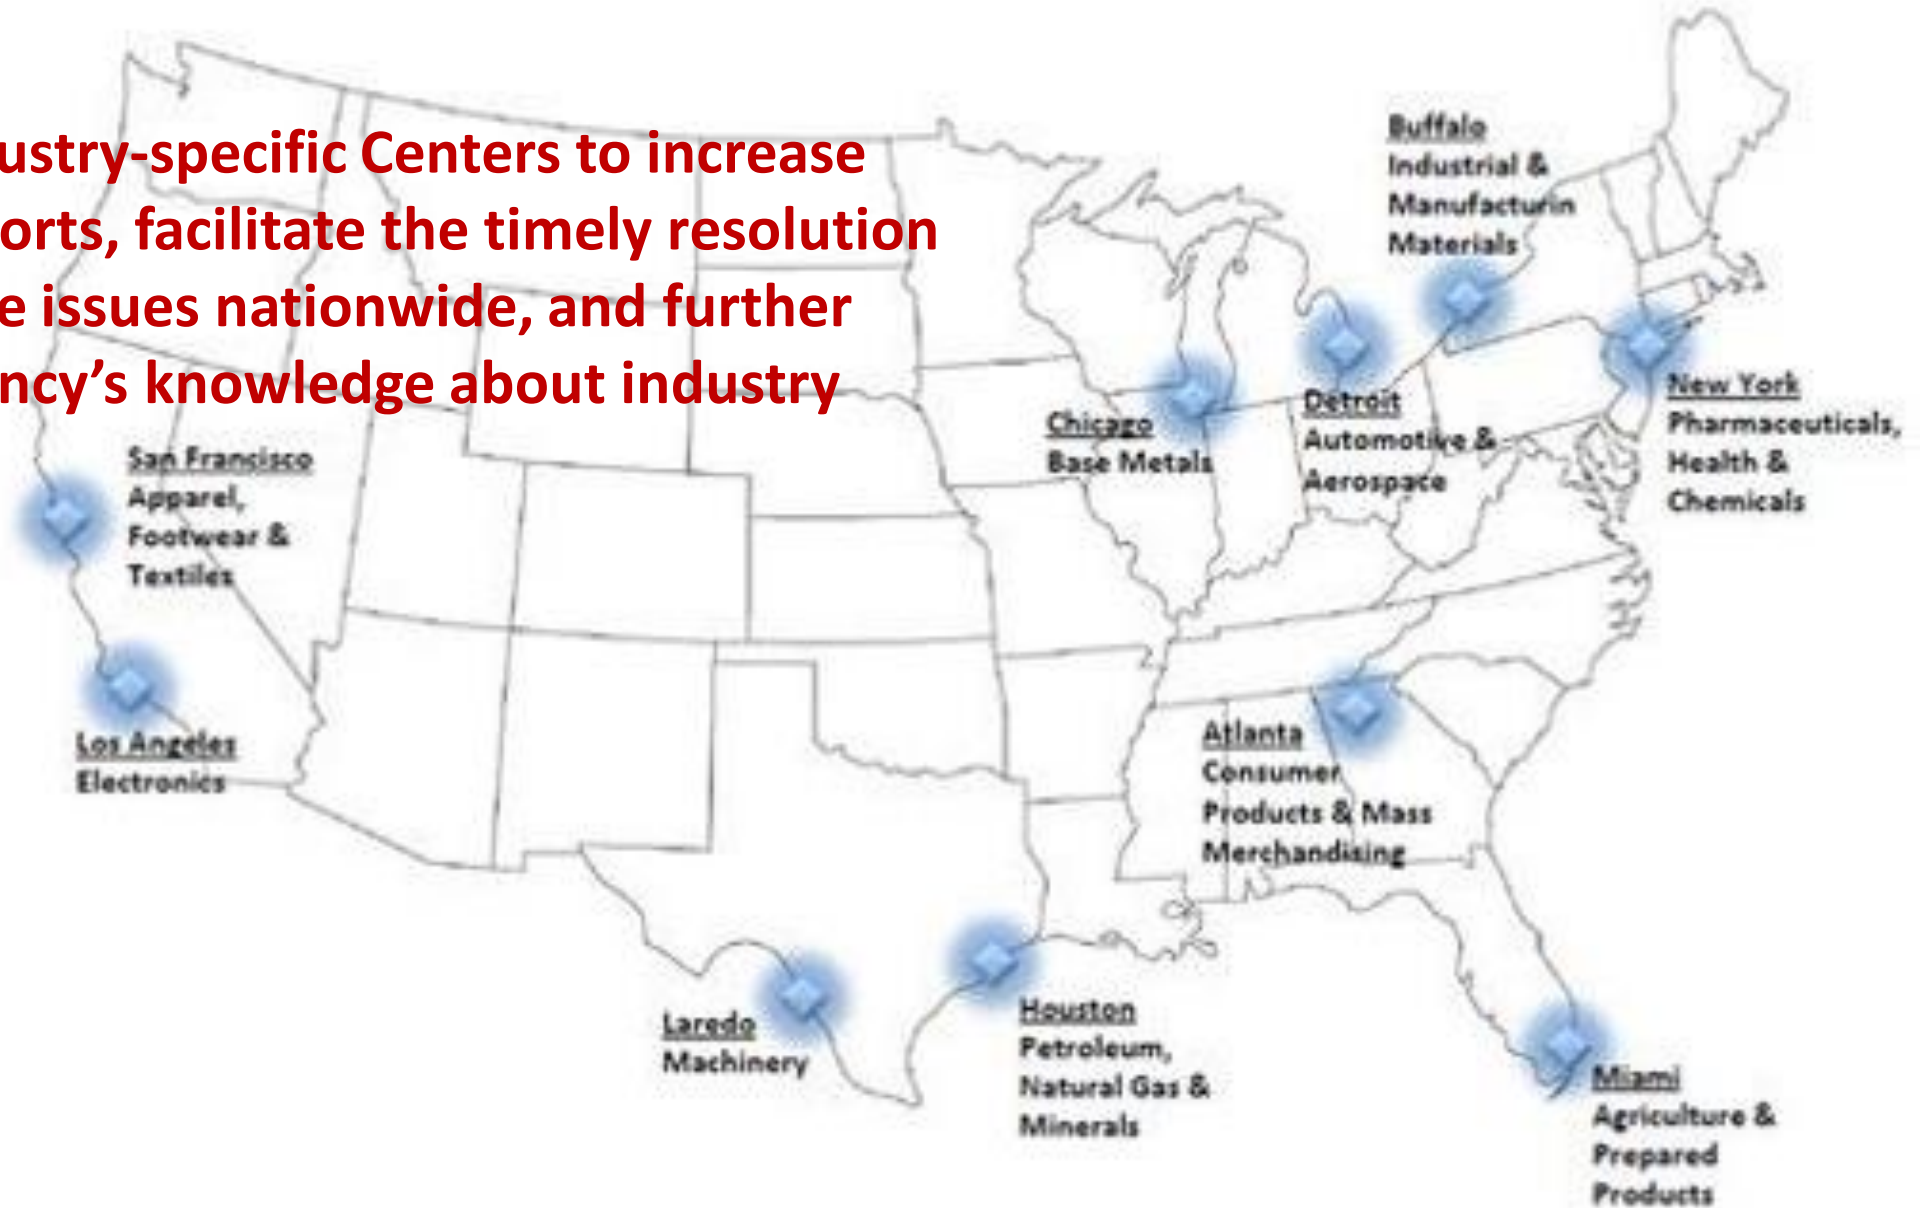 ustry-specific Centers to increase
orts, facilitate the timely resolution
e issues nationwide, and further
ncy's knowledge about industry
Buffalo
Industrial &
Manufacturin
Materials
New York
Pharmaceuticals,
Health &
Chemicals
Detroit
Automotive &
Aerospace
Chicago
Base Metals
San Francisco
Apparel,
Footwear &
Textiles
Los Angeles
Electronics
Atlanta
Consumer
Products & Mass
Merchandising
Laredo
Machinery
Houston
Petroleum,
Natural Gas &
Minerals
Miami
Agriculture &
Prepared
Products